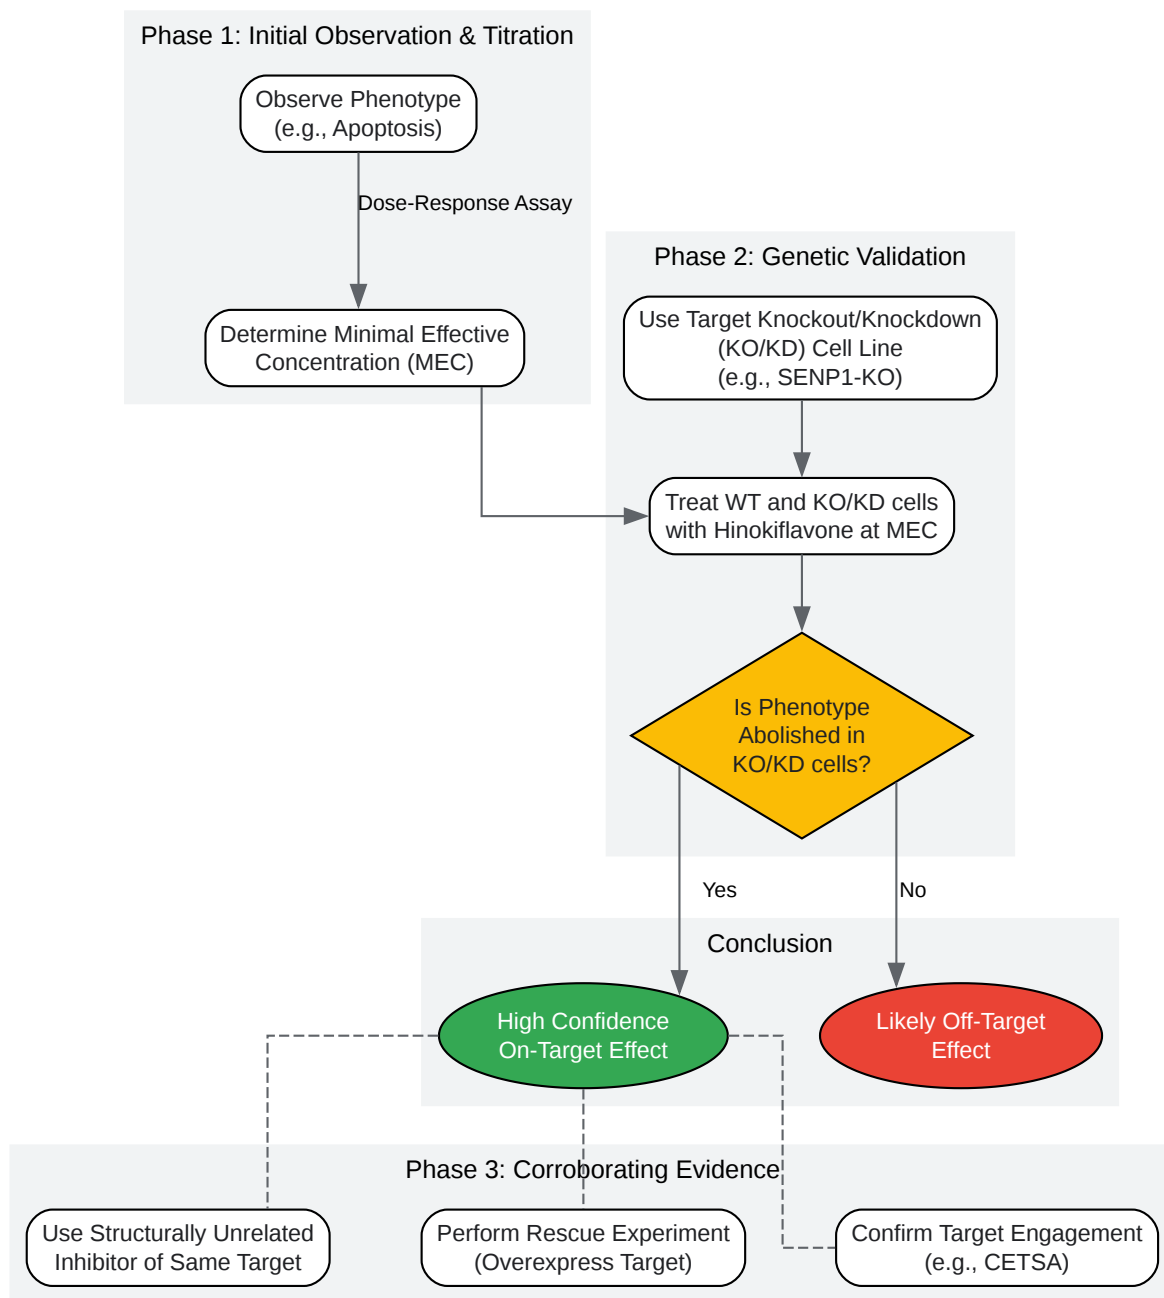 Phase 1: Initial Observation & Titration
Observe Phenotype
(e.g., Apoptosis)
Dose-Response Assay
Determine Minimal Effective
Concentration (MEC)
Phase 2: Genetic Validation
Use Target Knockout/Knockdown
(KO/KD) Cell Line
(e.g., SENP1-KO)
Treat WT and KO/KD cells
with Hinokiflavone at MEC
Is Phenotype
Abolished in
KO/KD cells?
Yes
No
Conclusion
High Confidence
On-Target Effect
Likely Off-Target
Effect
Phase 3: Corroborating Evidence
Use Structurally Unrelated
Inhibitor of Same Target
Perform Rescue Experiment
(Overexpress Target)
Confirm Target Engagement
(e.g., CETSA)